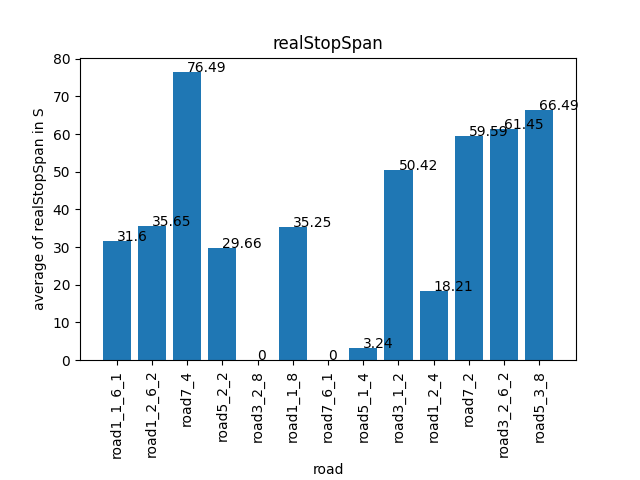 realStopSpan
average of realStopSpan in S
80
70
60
50
40
30
20
10
0
31.6
35.65
76.49
29.66
0
35.25
0
3.24
50.42
18.21
59.59
61.45
66.49
road1_1_6_1
road1_2_6_2
road7_4
road5_2_2
road3_2_8
road1_1_8
road7_6_1
road5_1_4
road3_1_2
road1_2_4
road7_2
road3_2_6_2
road5_3_8
road